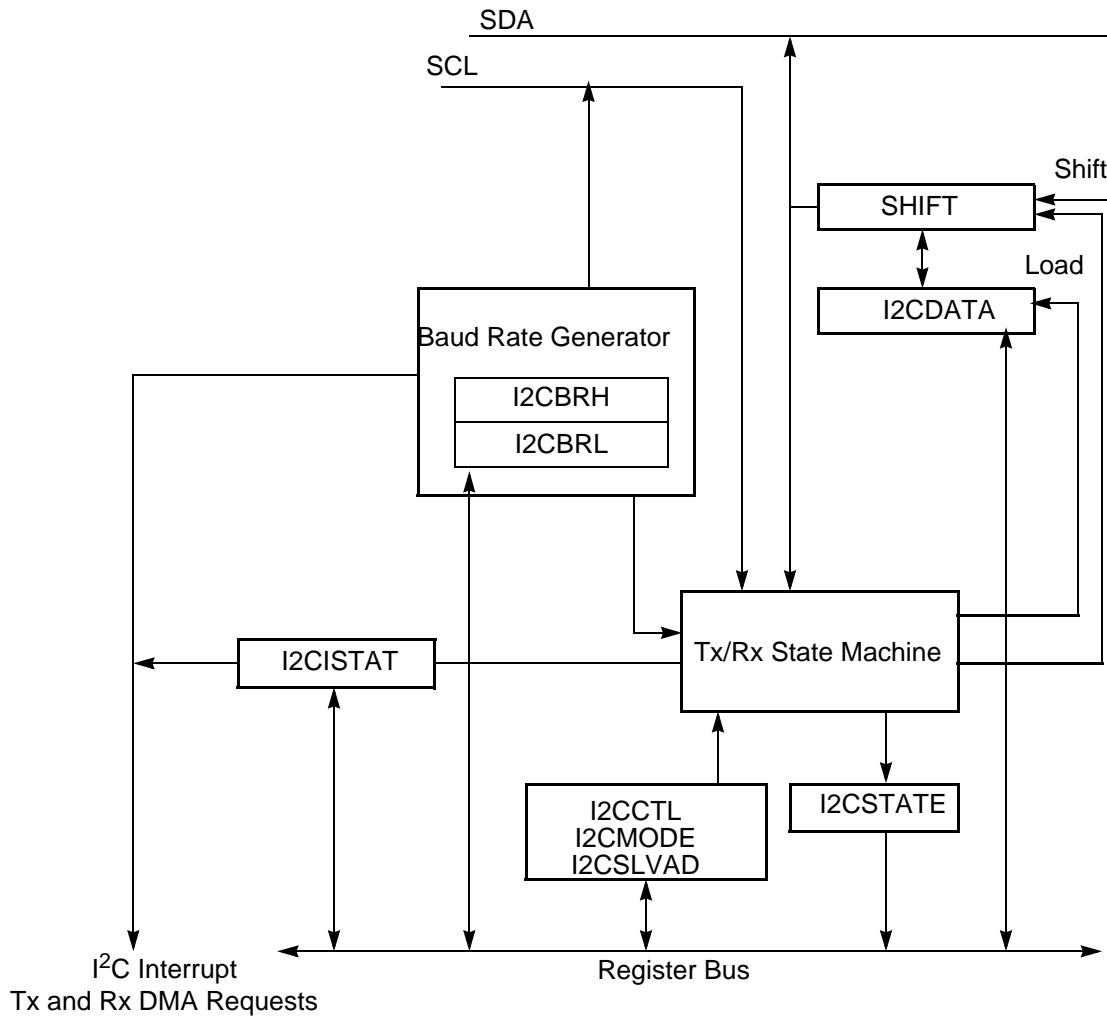 SDA
SCL
Shift
SHIFT
Load
I2CDATA
Baud Rate Generator
I2CBRH
I2CBRL
Tx/Rx State Machine
I2CISTAT
I2CCTL
I2CMODE
I2CSLVAD
I2CSTATE
Register Bus
I²C Interrupt
Tx and Rx DMA Requests